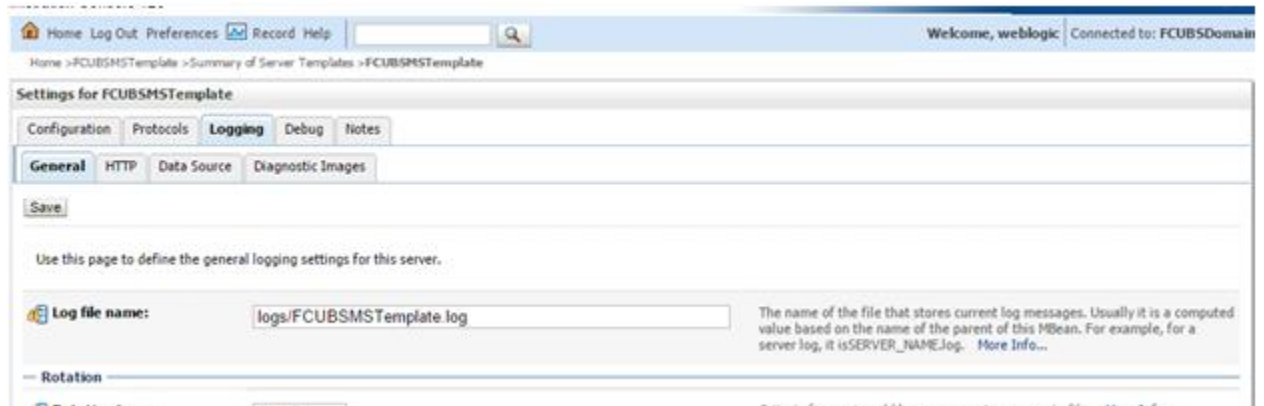 Home Log Out Preferences Record Help
Welcome, weblogic Connected to: FCUBSDomain
Home >FCUBSMSTemplate >Summary of Server Templates >FCUBSMSTemplate
Settings for FCUBSMSTemplate
Configuration Protocols Logging Debug Notes
General HTTP Data Source Diagnostic Images
Save
Use this page to define the general logging settings for this server.
Log file name:
logs/FCUBSMSTemplate.log
The name of the file that stores current log messages. Usually it is a computed
value based on the name of the parent of this MBean. For example, for a
server log, it isSERVER_NAME.log. More Info...
Rotation